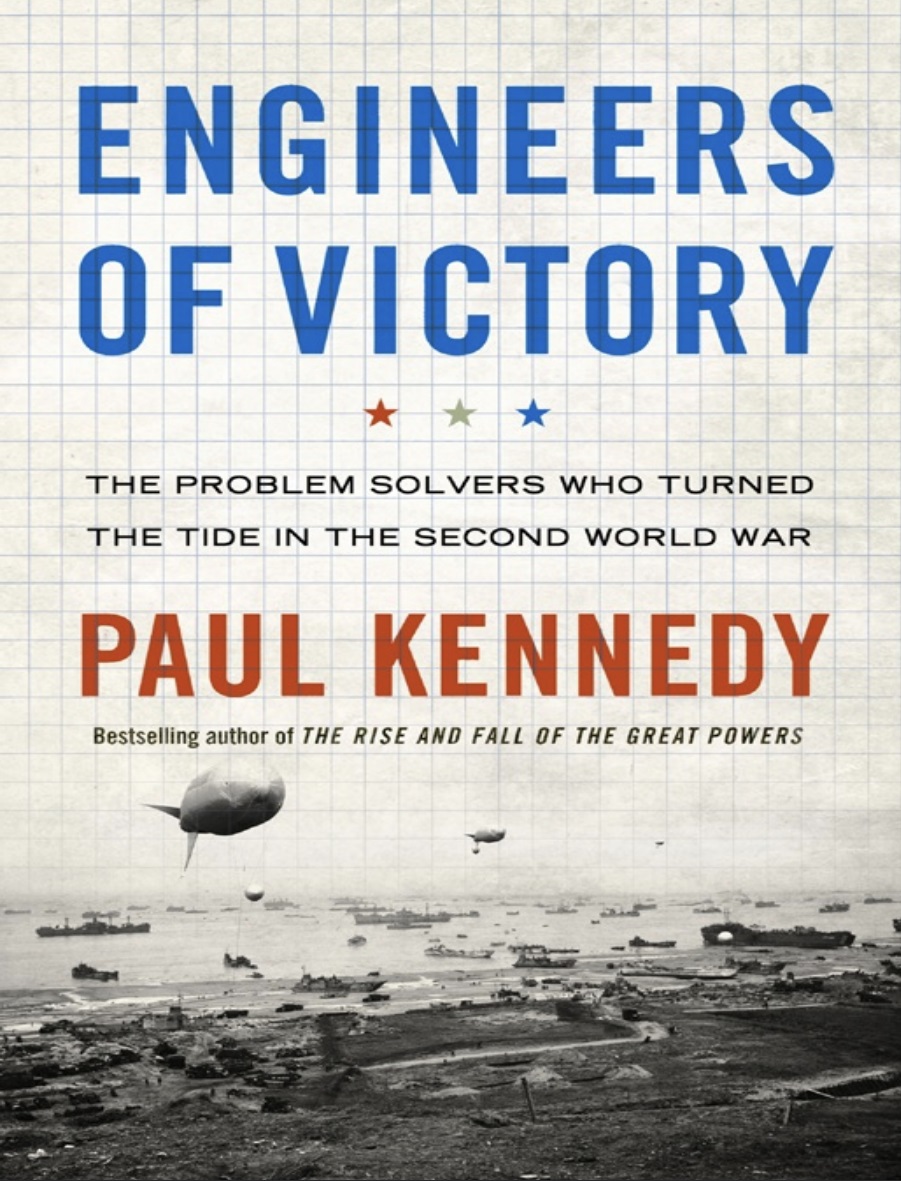 ENGINEERS
OF VICTORY
THE PROBLEM SOLVERS WHO TURNED
THE TIDE IN THE SECOND WORLD WAR
PAUL KENNEDY
Bestselling author of THE RISE AND FALL OF THE GREAT POWERS